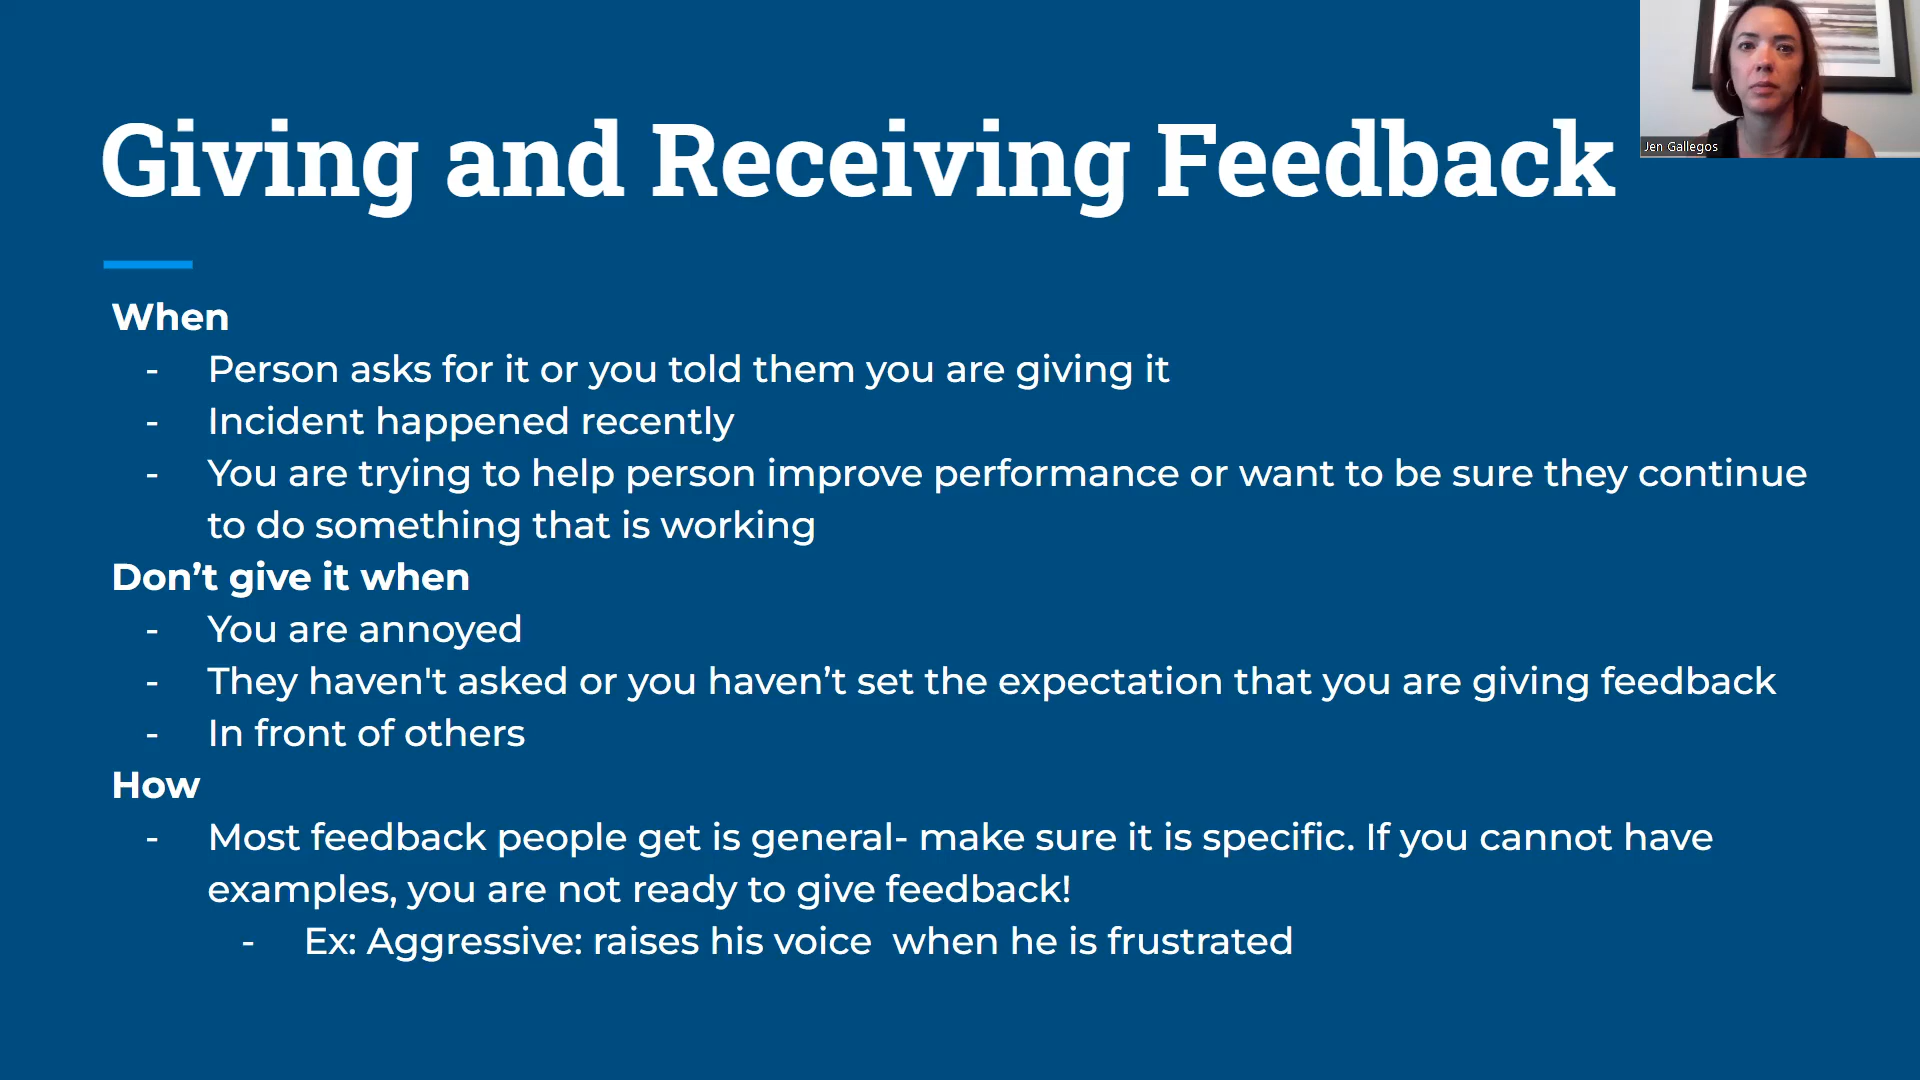 Giving and Receiving Feedback
Jen Gallegos
When
- Person asks for it or you told them you are giving it
- Incident happened recently
- You are trying to help person improve performance or want to be sure they continue
to do something that is working
Don’t give it when
- You are annoyed
- They haven't asked or you haven’t set the expectation that you are giving feedback
- In front of others
How
- Most feedback people get is general- make sure it is specific. If you cannot have
examples, you are not ready to give feedback!
- Ex: Aggressive: raises his voice  when he is frustrated